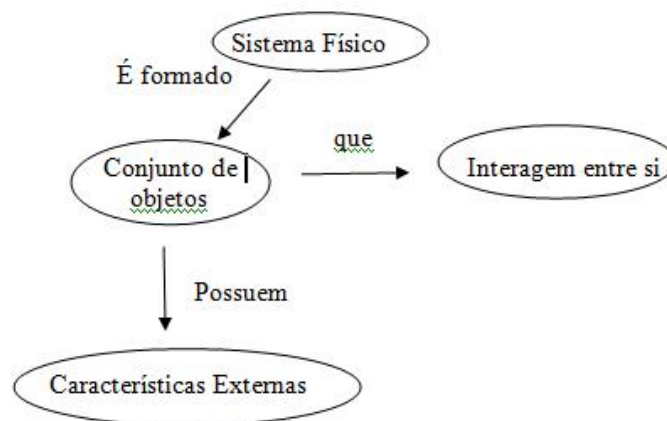 Sistema Físico
É formado
que
Conjunto de
objetos
Interagem entre si
Possuem
Características Externas